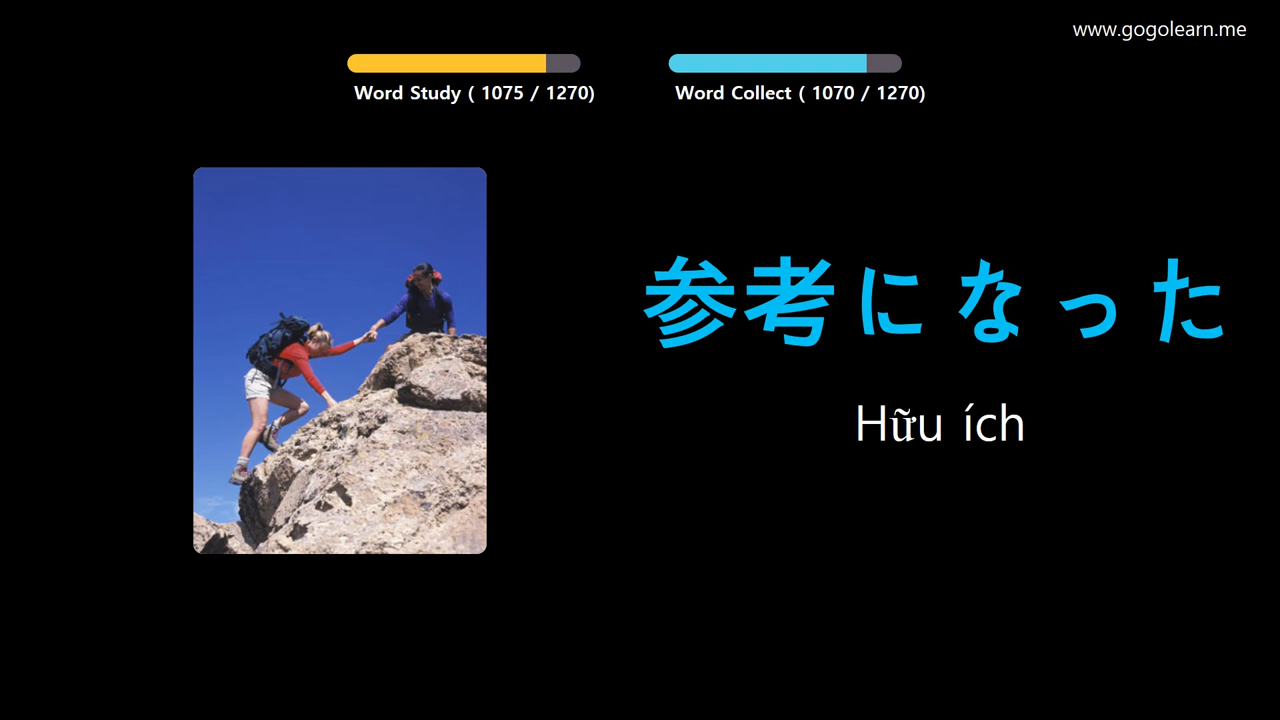 www.gogolearn.me
Word Study ( 1075 / 1270)
Word Collect ( 1070 / 1270)
参考になった
Hữu ích